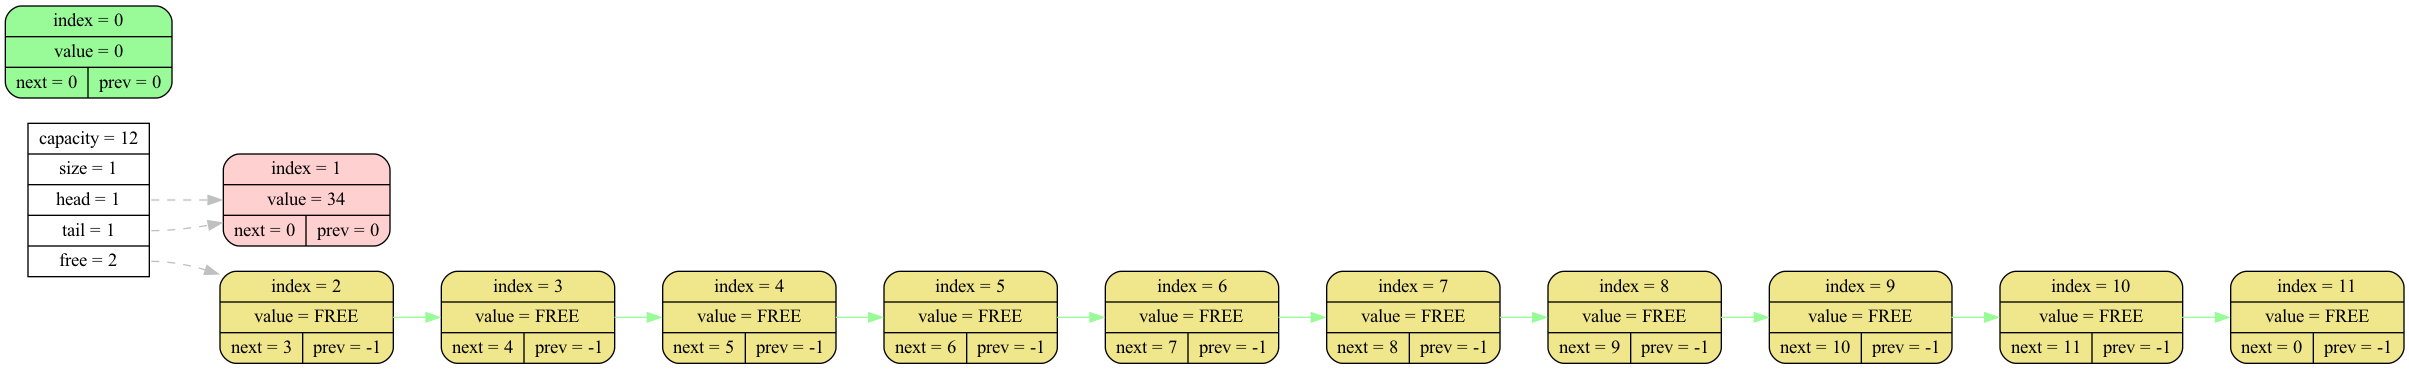 index = 0
value = 0
next = 0 prev = 0
capacity = 12
size = 1
head = 1
tail = 1
free = 2
index = 1
value = 34
next = 0 prev = 0
index = 2
value = FREE
next = 3 prev = -1
index = 3
value = FREE
next = 4 prev = -1
index = 4
value = FREE
next = 5 prev = -1
index = 5
value = FREE
next = 6 prev = -1
index = 6
value = FREE
next = 7 prev = -1
index = 7
value = FREE
next = 8 prev = -1
index = 8
value = FREE
next = 9 prev = -1
index = 9
value = FREE
next = 10 prev = -1
index = 10
value = FREE
next = 11 prev = -1
index = 11
value = FREE
next = 0 prev = -1